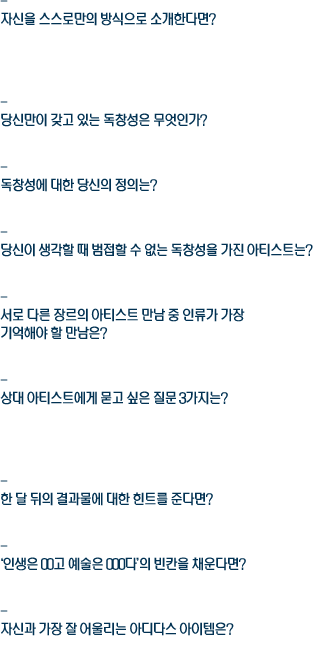 –
자신을 스스로만의 방식으로 소개한다면?
–
당신만이 갖고 있는 독창성은 무엇인가?
–
독창성에 대한 당신의 정의는?
–
당신이 생각할 때 범접할 수 없는 독창성을 가진 아티스트는?
–
서로 다른 장르의 아티스트 만남 중 인류가 가장
기억해야 할 만남은?
–
상대 아티스트에게 묻고 싶은 질문 3가지는?
–
한 달 뒤의 결과물에 대한 힌트를 준다면?
–
‘인생은 00고 예술은 000다’의 빈칸을 채운다면?
–
자신과 가장 잘 어울리는 아디다스 아이템은?